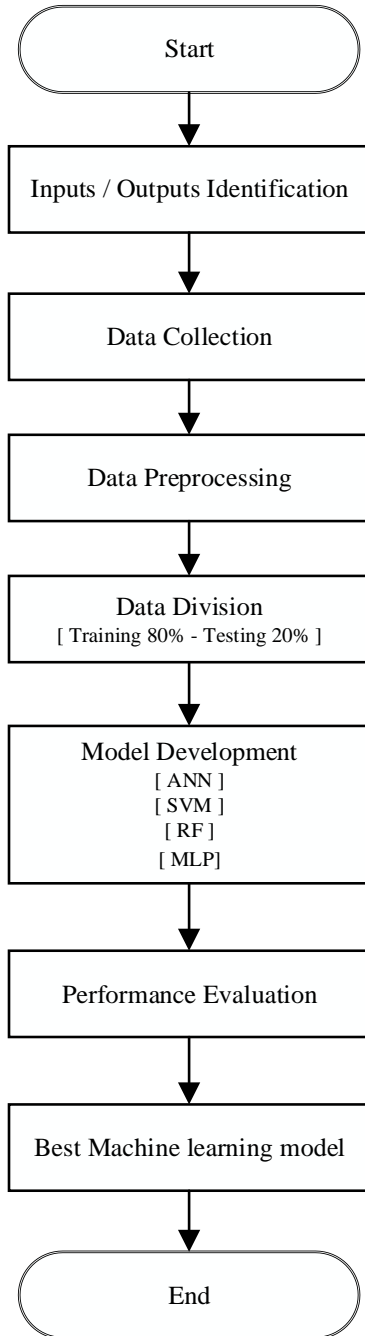 Start
Inputs / Outputs Identification
Data Collection
Data Preprocessing
Data Division
[ Training 80% - Testing 20% ]
Model Development
[ ANN ]
[ SVM ]
[ RF ]
[ MLP]
Performance Evaluation
Best Machine learning model
End